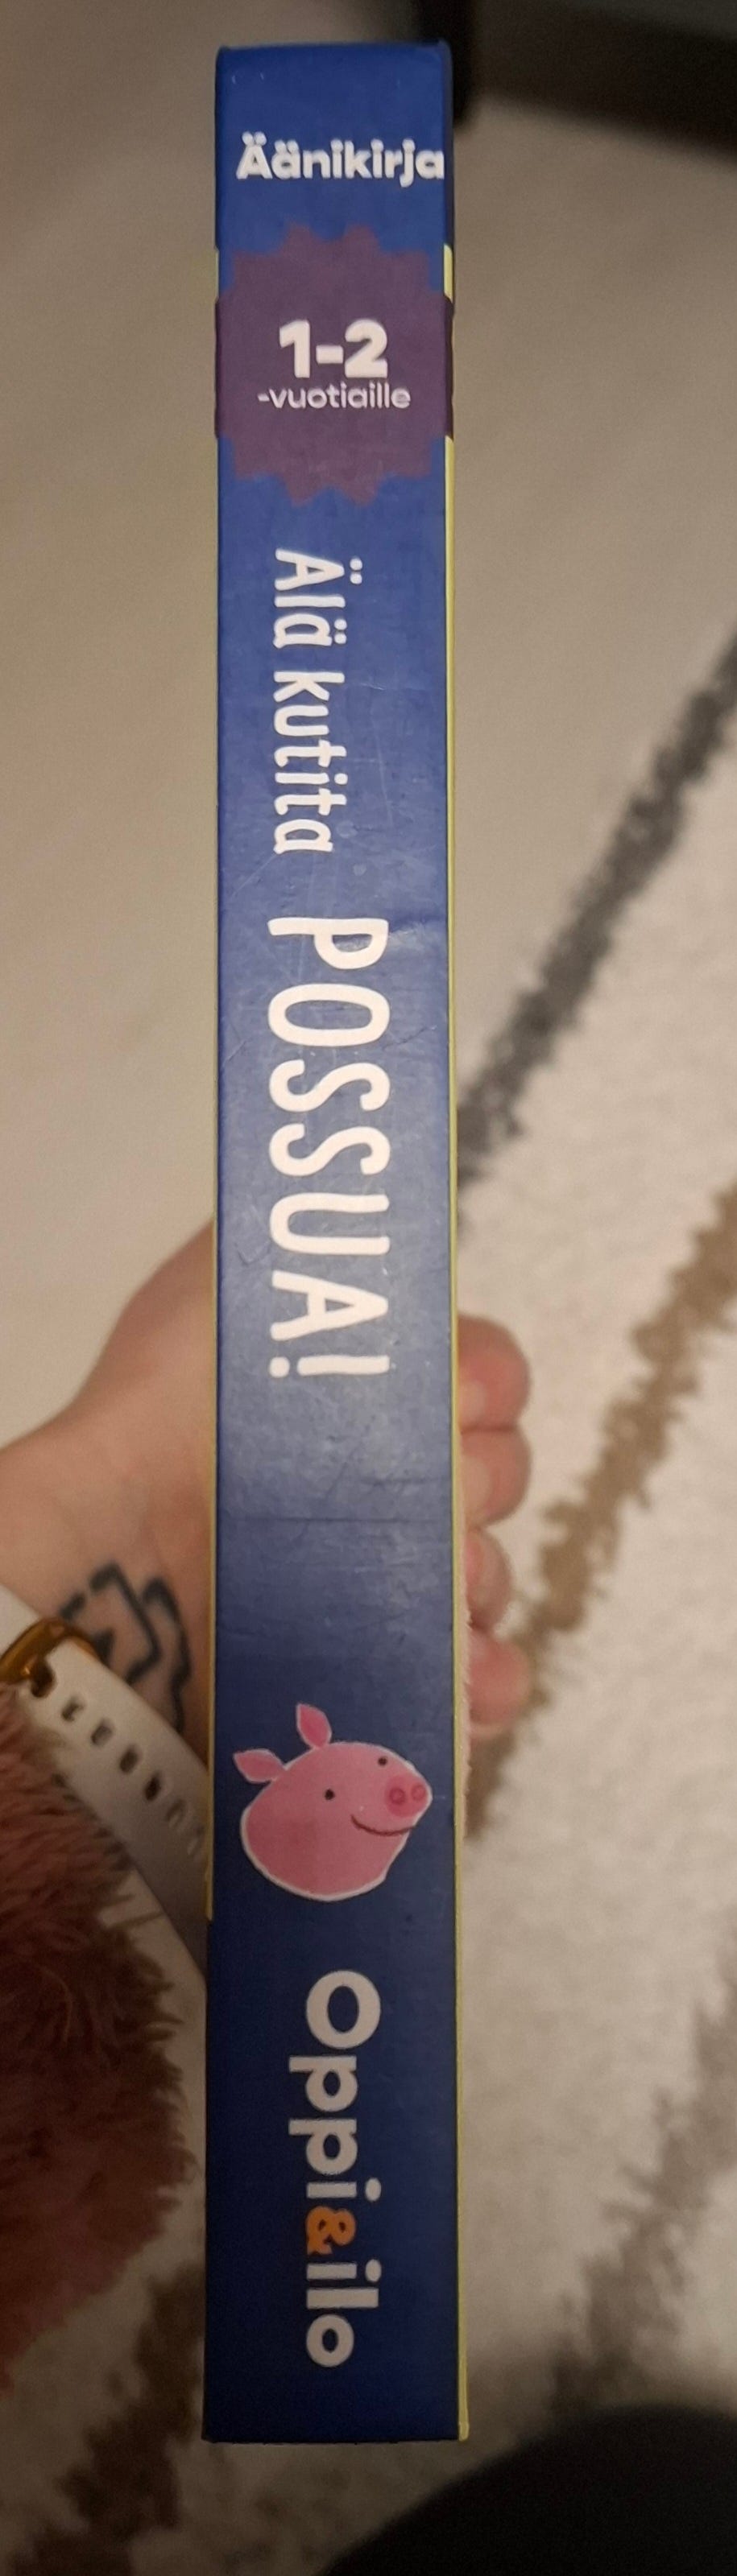 Äänikirja
1-2
-vuotiaille
Älä kutita POSSUA!
Oppi&ilo